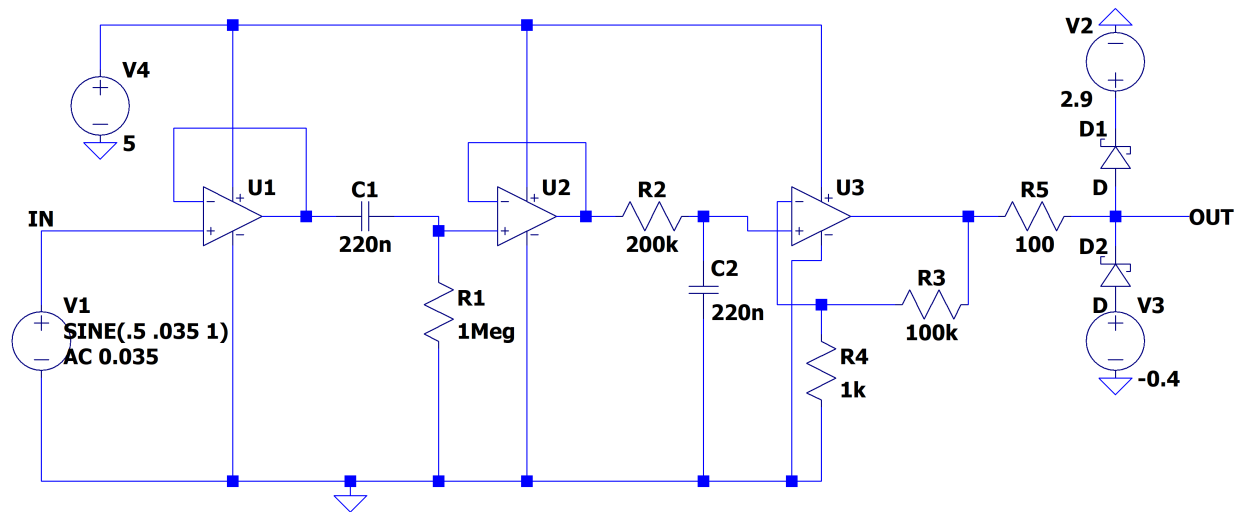 V2
V4
2.9
5
D1
U1
C1
U2
R2
U3
D
R5
IN
OUT
220n
200k
100
D2
C2
R3
V1
R1
220n
D
V3
SINE(.5 .035 1)
1Meg
100k
AC 0.035
R4
-0.4
1k